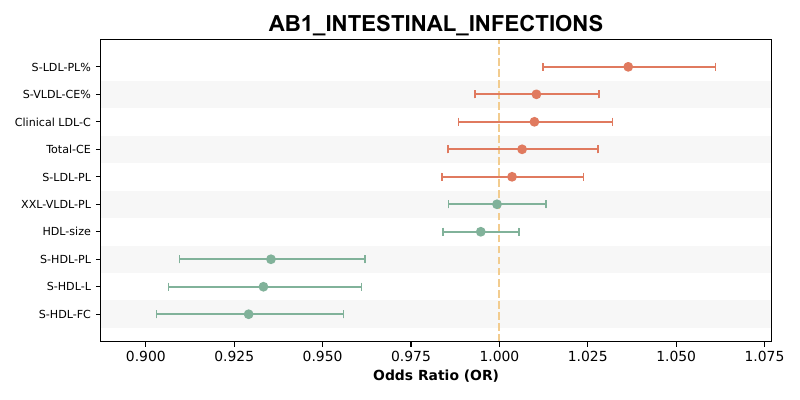 AB1_INTESTINAL_INFECTIONS
S-LDL-PL%
S-VLDL-CE%
Clinical LDL-C
Total-CE
S-LDL-PL
XXL-VLDL-PL
HDL-size
S-HDL-PL
S-HDL-L
S-HDL-FC
0.900 0.925 0.950 0.975 1.000 1.025 1.050 1.075
Odds Ratio (OR)